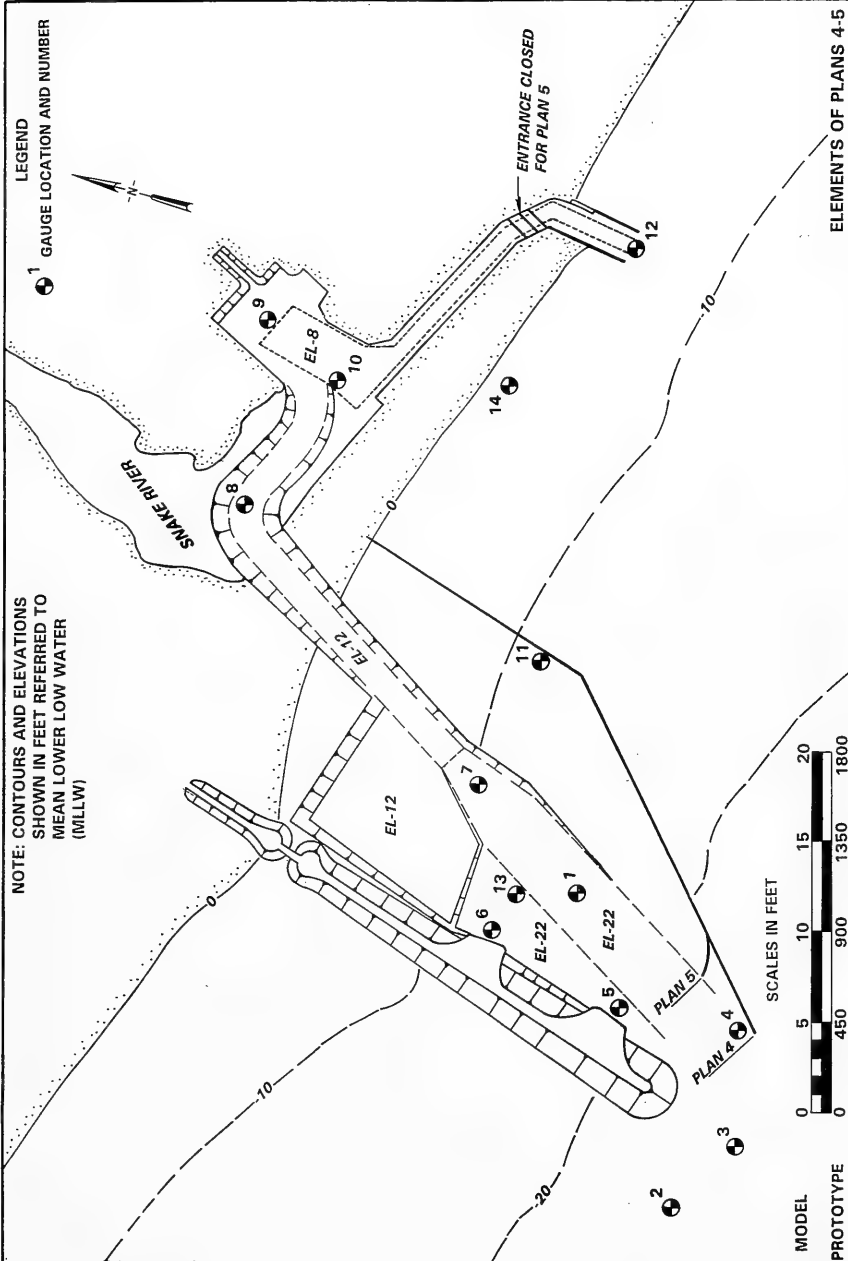 NOTE: CONTOURS AND ELEVATIONS
SHOWN IN FEET REFERRED TO
MEAN LOWER LOW WATER
(MLLW)
LEGEND
1 GAUGE LOCATION AND NUMBER
-N-
SNAKE RIVER
9
EL-8
10
8
ENTRANCE CLOSED
FOR PLAN 5
12
14
0
0
EL-12
EL-12
11
7
-10
-10
13
6
1
EL-22
EL-22
5
PLAN 5
4
PLAN 4
3
2
-20
SCALES IN FEET
MODEL 0 5 10 15 20
PROTOTYPE 0 450 900 1350 1800
ELEMENTS OF PLANS 4-5